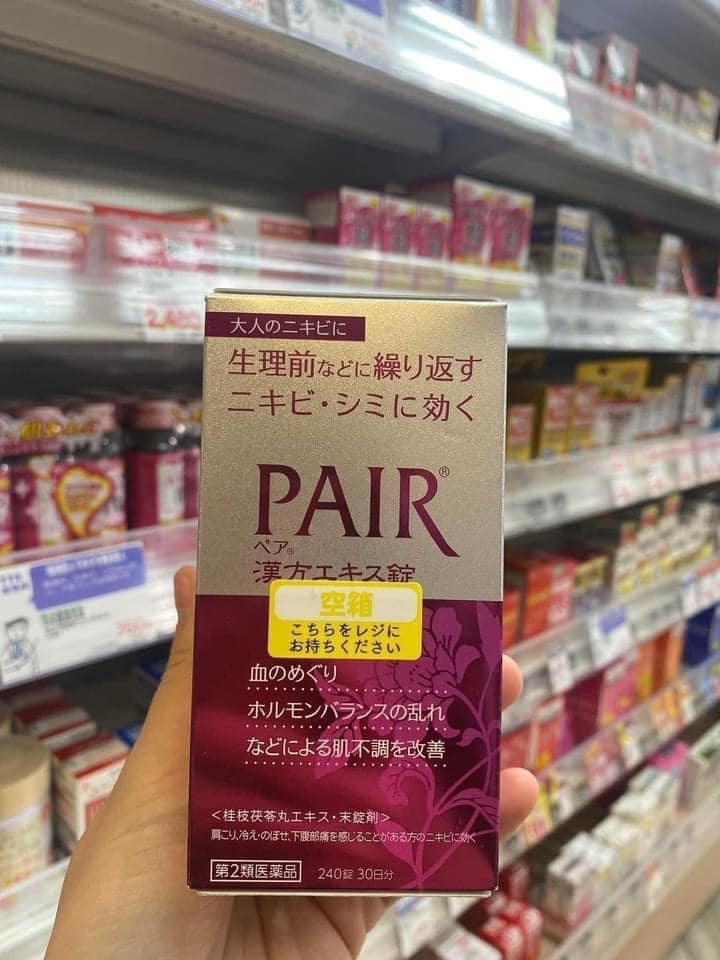 大人のニキビに
生理前などに繰り返す
ニキビ・シミに効く
PAIR®
ペア®
漢方エキス錠
空箱
こちらをレジに
お持ちください
血のめぐり
ホルモンバランスの乱れ
などによる肌不調を改善
<桂枝茯苓丸エキス・末錠剤>
肩こり、冷え・のぼせ、下腹部痛を感じることがある方のニキビに効く
第2類医薬品
240錠 30日分